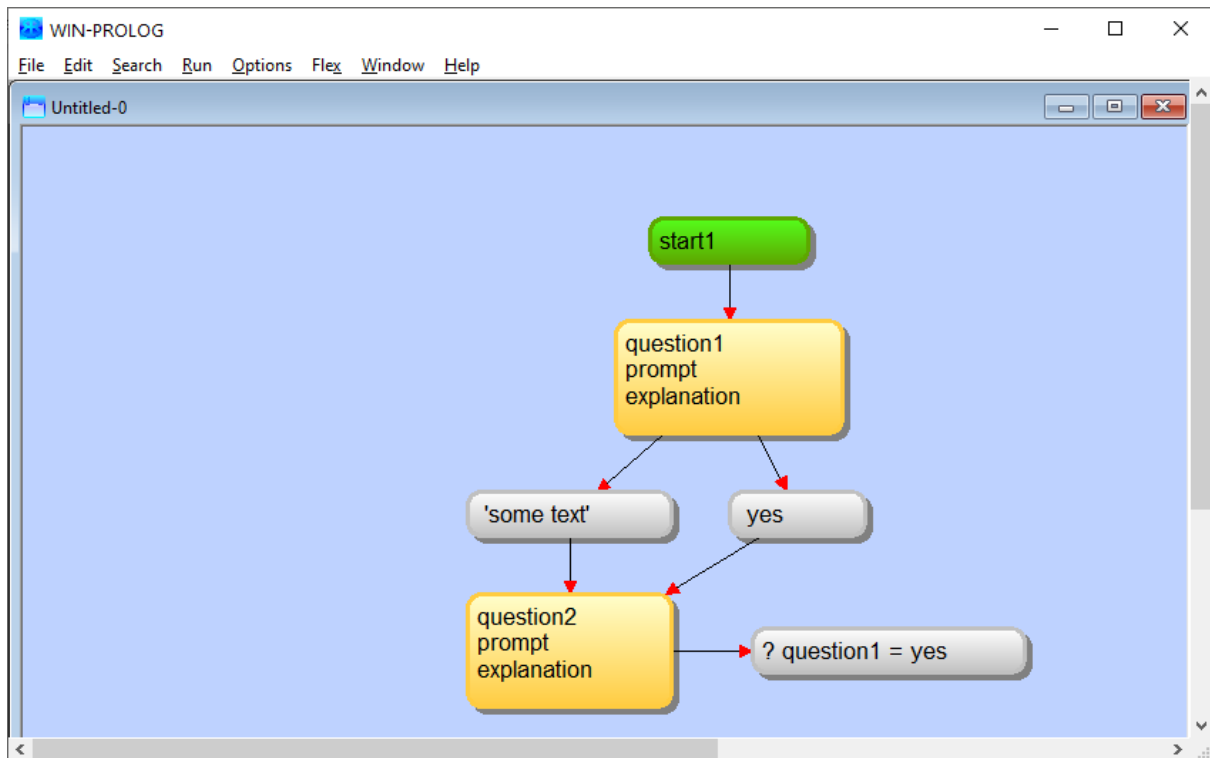 WIN-PROLOG
File Edit Search Run Options Flex Window Help
Untitled-0
start1
question1
prompt
explanation
'some text'
yes
question2
prompt
explanation
? question1 = yes